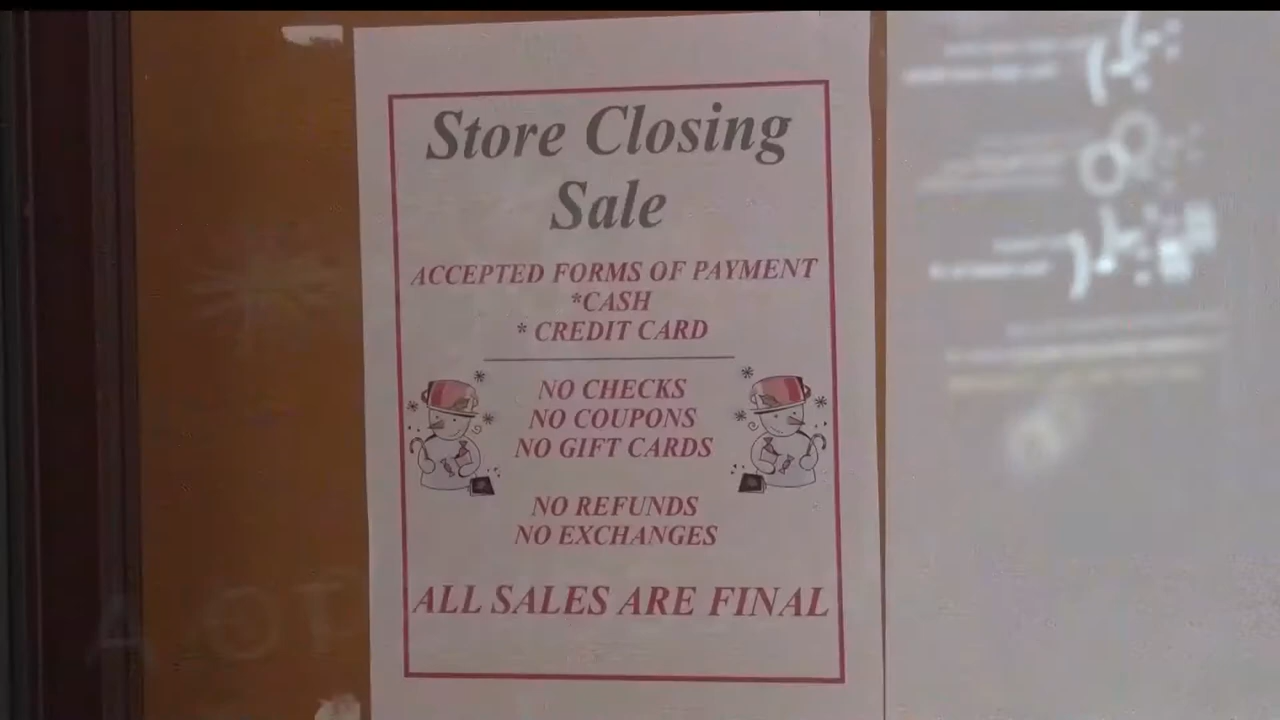 Store Closing
Sale
ACCEPTED FORMS OF PAYMENT
*CASH
* CREDIT CARD
NO CHECKS
NO COUPONS
NO GIFT CARDS
NO REFUNDS
NO EXCHANGES
ALL SALES ARE FINAL